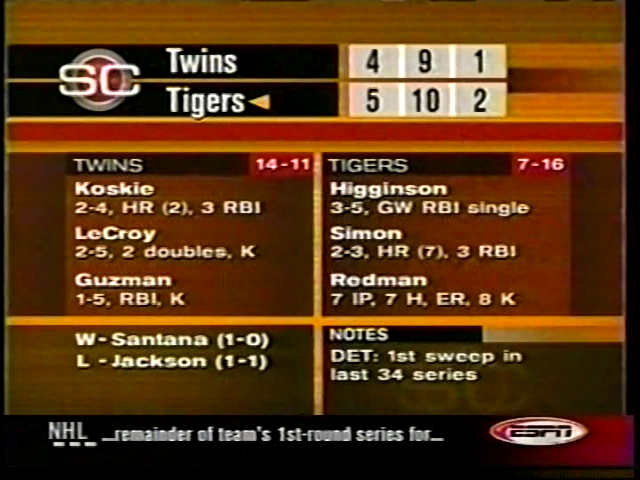 SC
Twins 4 9 1
Tigers 5 10 2
TWINS 14-11
Koskie
2-4, HR (2), 3 RBI
LeCroy
2-5, 2 doubles, K
Guzman
1-5, RBI, K
TIGERS 7-16
Higginson
3-5, GW RBI single
Simon
2-3, HR (7), 3 RBI
Redman
7 IP, 7 H, ER, 8 K
W-Santana (1-0)
L-Jackson (1-1)
NOTES
DET: 1st sweep in
last 34 series
NHL ...remainder of team's 1st-round series for...
ESPN